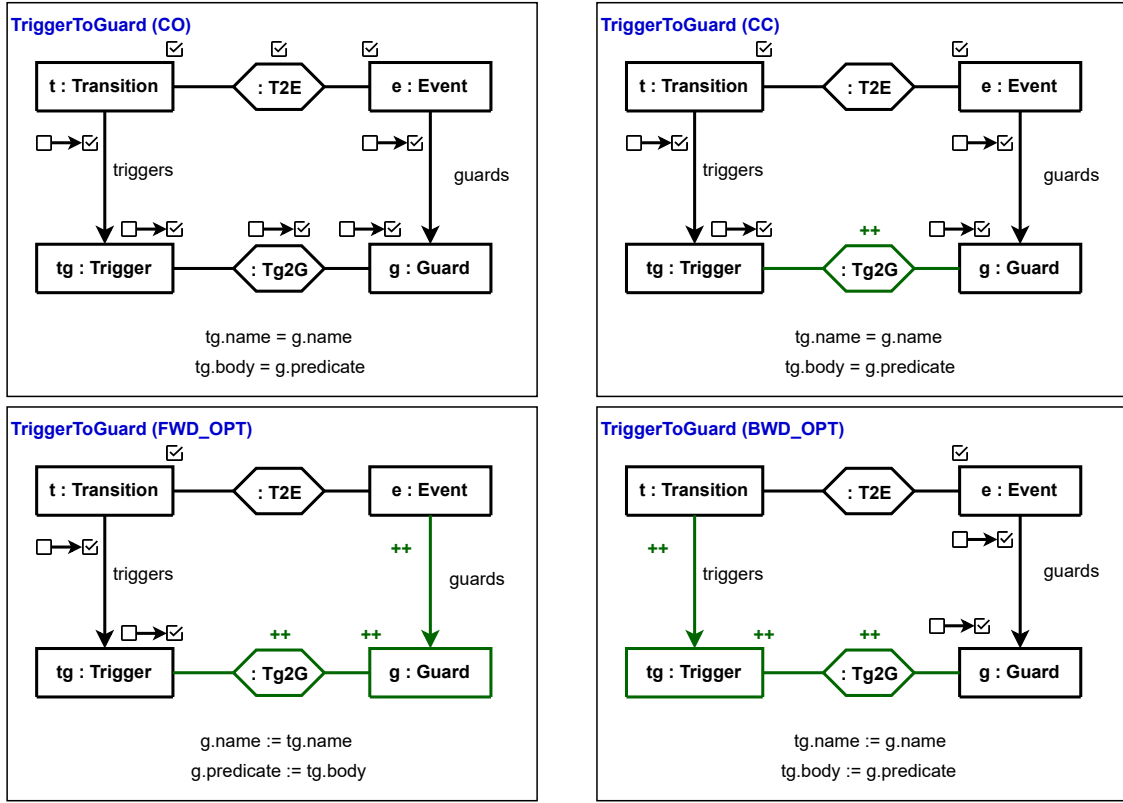 TriggerToGuard (CO)
t : Transition
: T2E
e : Event
triggers
guards
tg : Trigger
: Tg2G
g : Guard
tg.name = g.name
tg.body = g.predicate
TriggerToGuard (CC)
t : Transition
: T2E
e : Event
triggers
guards
++
tg : Trigger
: Tg2G
g : Guard
tg.name = g.name
tg.body = g.predicate
TriggerToGuard (FWD_OPT)
t : Transition
: T2E
e : Event
++
triggers
guards
++
++
tg : Trigger
: Tg2G
g : Guard
g.name := tg.name
g.predicate := tg.body
TriggerToGuard (BWD_OPT)
t : Transition
: T2E
e : Event
++
triggers
guards
++
++
tg : Trigger
: Tg2G
g : Guard
tg.name := g.name
tg.body := g.predicate